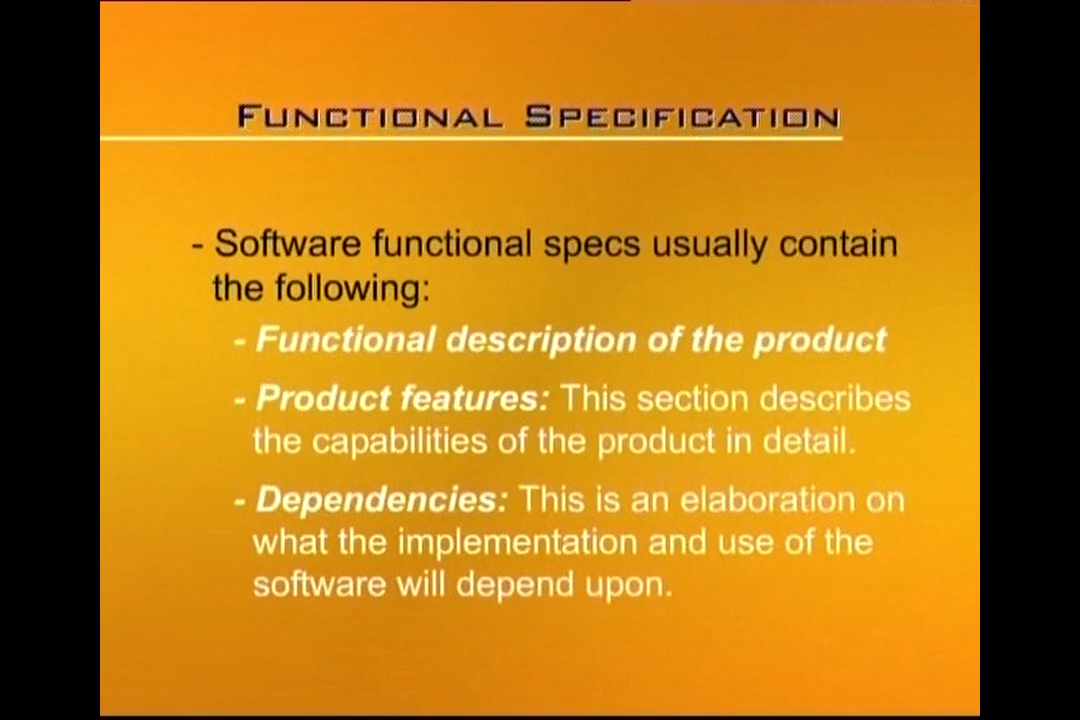 Functional Specification
- Software functional specs usually contain
the following:
- Functional description of the product
- Product features: This section describes
the capabilities of the product in detail.
- Dependencies: This is an elaboration on
what the implementation and use of the
software will depend upon.